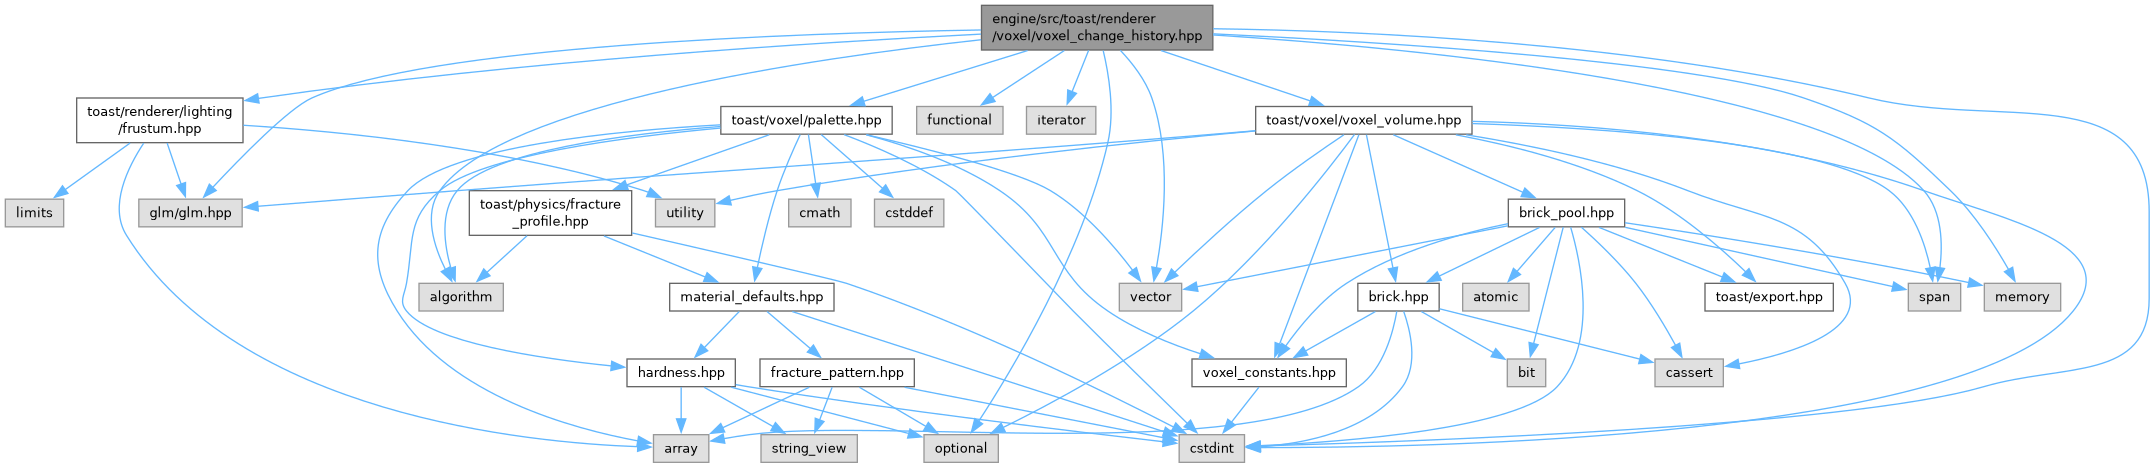 engine/src/toast/renderer
/voxel/voxel_change_history.hpp
toast/renderer/lighting
/frustum.hpp
toast/voxel/palette.hpp
functional
iterator
toast/voxel/voxel_volume.hpp
limits
glm/glm.hpp
toast/physics/fracture
_profile.hpp
utility
cmath
cstddef
brick_pool.hpp
algorithm
material_defaults.hpp
vector
brick.hpp
atomic
toast/export.hpp
span
memory
hardness.hpp
fracture_pattern.hpp
voxel_constants.hpp
bit
cassert
array
string_view
optional
cstdint